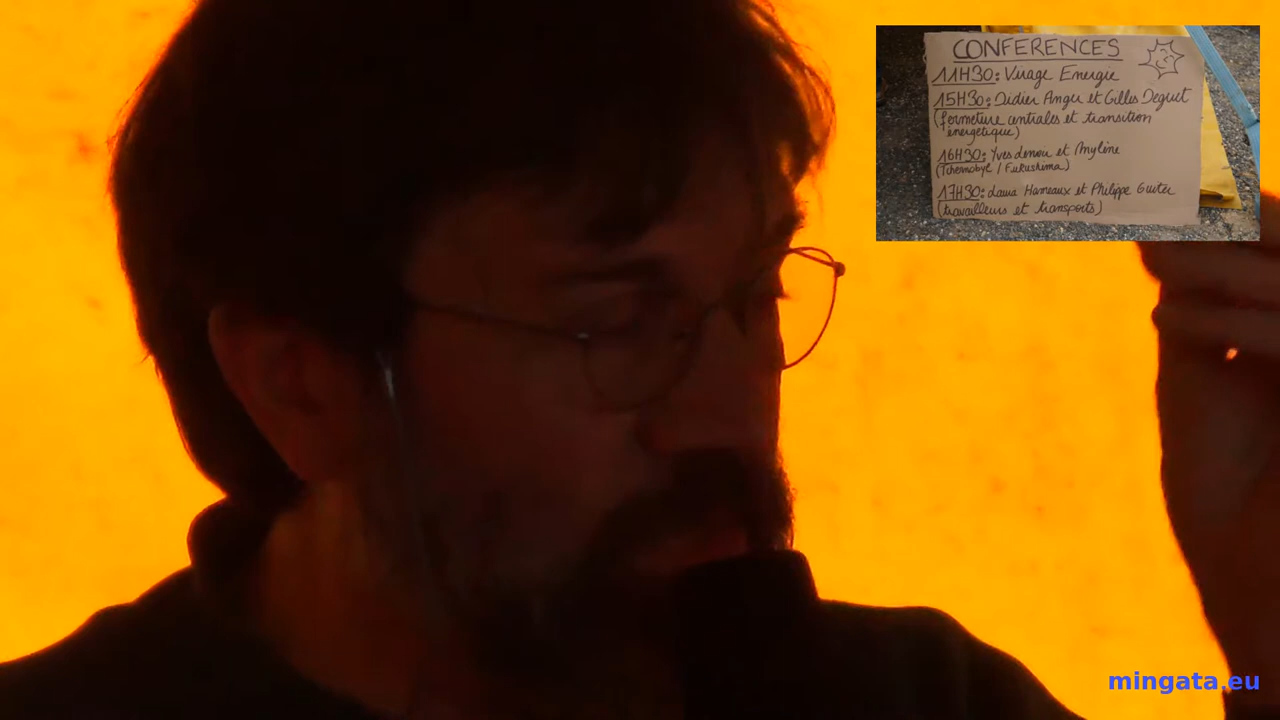 CONFERENCES
11H30: Virage Energie
15H30: Didier Anger et Gilles Deguet
(fermeture centrales et transition
énergétique)
16H30: Yves Lenoir et Mylène
(Tchernobyl / Fukushima)
17H30: Laura Hameaux et Philippe Guiter
(travailleurs et transports)
mingata.eu